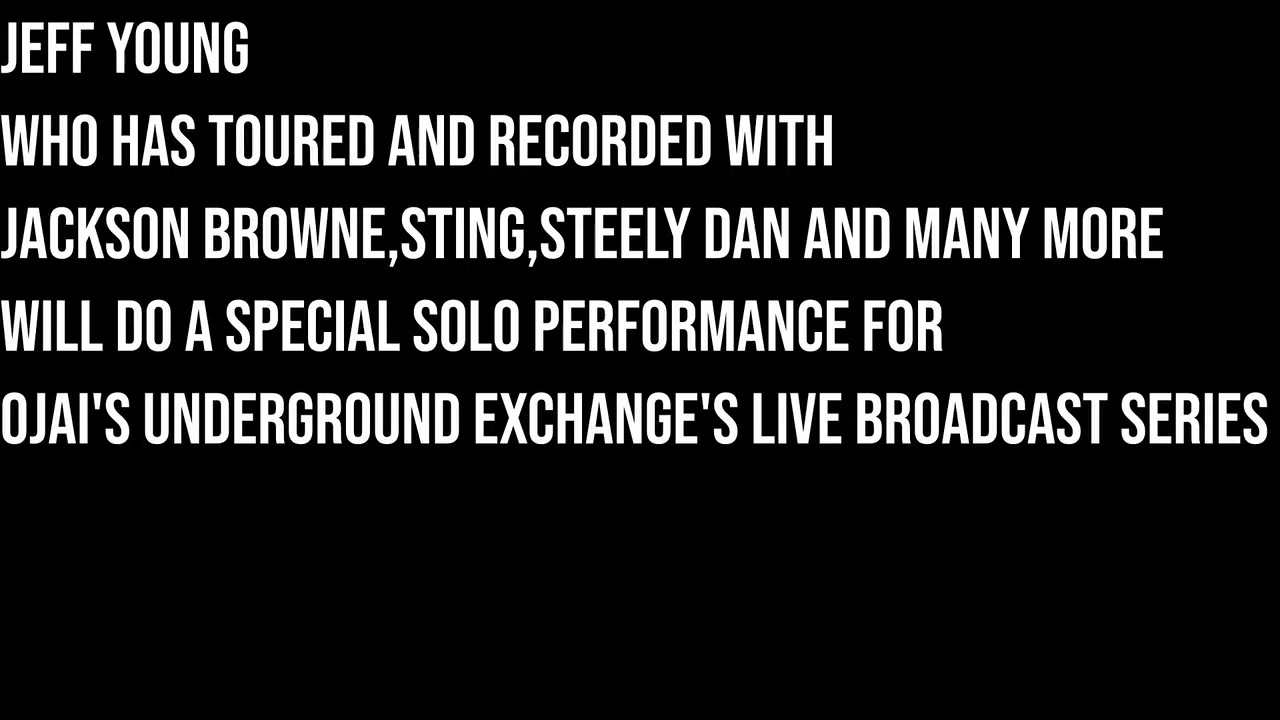 JEFF YOUNG
WHO HAS TOURED AND RECORDED WITH
JACKSON BROWNE,STING,STEELY DAN AND MANY MORE
WILL DO A SPECIAL SOLO PERFORMANCE FOR
OJAI'S UNDERGROUND EXCHANGE'S LIVE BROADCAST SERIES